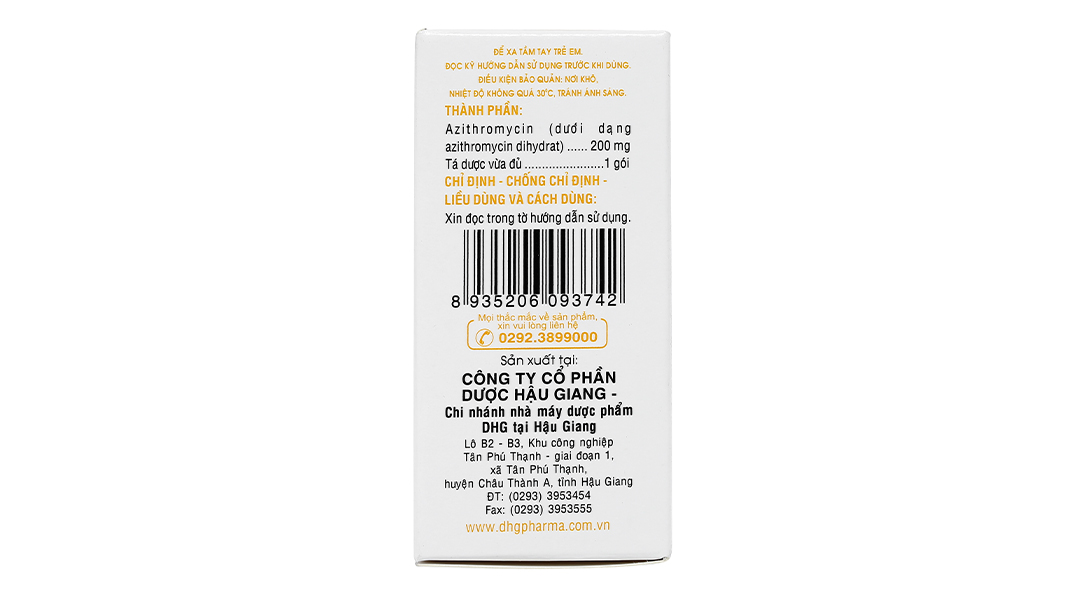 ĐỂ XA TẦM TAY TRẺ EM.
ĐỌC KỸ HƯỚNG DẪN SỬ DỤNG TRƯỚC KHI DÙNG.
ĐIỀU KIỆN BẢO QUẢN: NƠI KHÔ,
NHIỆT ĐỘ KHÔNG QUÁ 30°C, TRÁNH ÁNH SÁNG.
THÀNH PHẦN:
Azithromycin (dưới dạng
azithromycin dihydrat) ...... 200 mg
Tá dược vừa đủ .......................1 gói
CHỈ ĐỊNH - CHỐNG CHỈ ĐỊNH -
LIỀU DÙNG VÀ CÁCH DÙNG:
Xin đọc trong tờ hướng dẫn sử dụng.
8 935206 093742
Mọi thắc mắc về sản phẩm,
xin vui lòng liên hệ
0292.3899000
Sản xuất tại:
CÔNG TY CỔ PHẦN
DƯỢC HẬU GIANG -
Chi nhánh nhà máy dược phẩm
DHG tại Hậu Giang
Lô B2 - B3, Khu công nghiệp
Tân Phú Thạnh - giai đoạn 1,
xã Tân Phú Thạnh,
huyện Châu Thành A, tỉnh Hậu Giang
ĐT: (0293) 3953454
Fax: (0293) 3953555
www.dhgpharma.com.vn